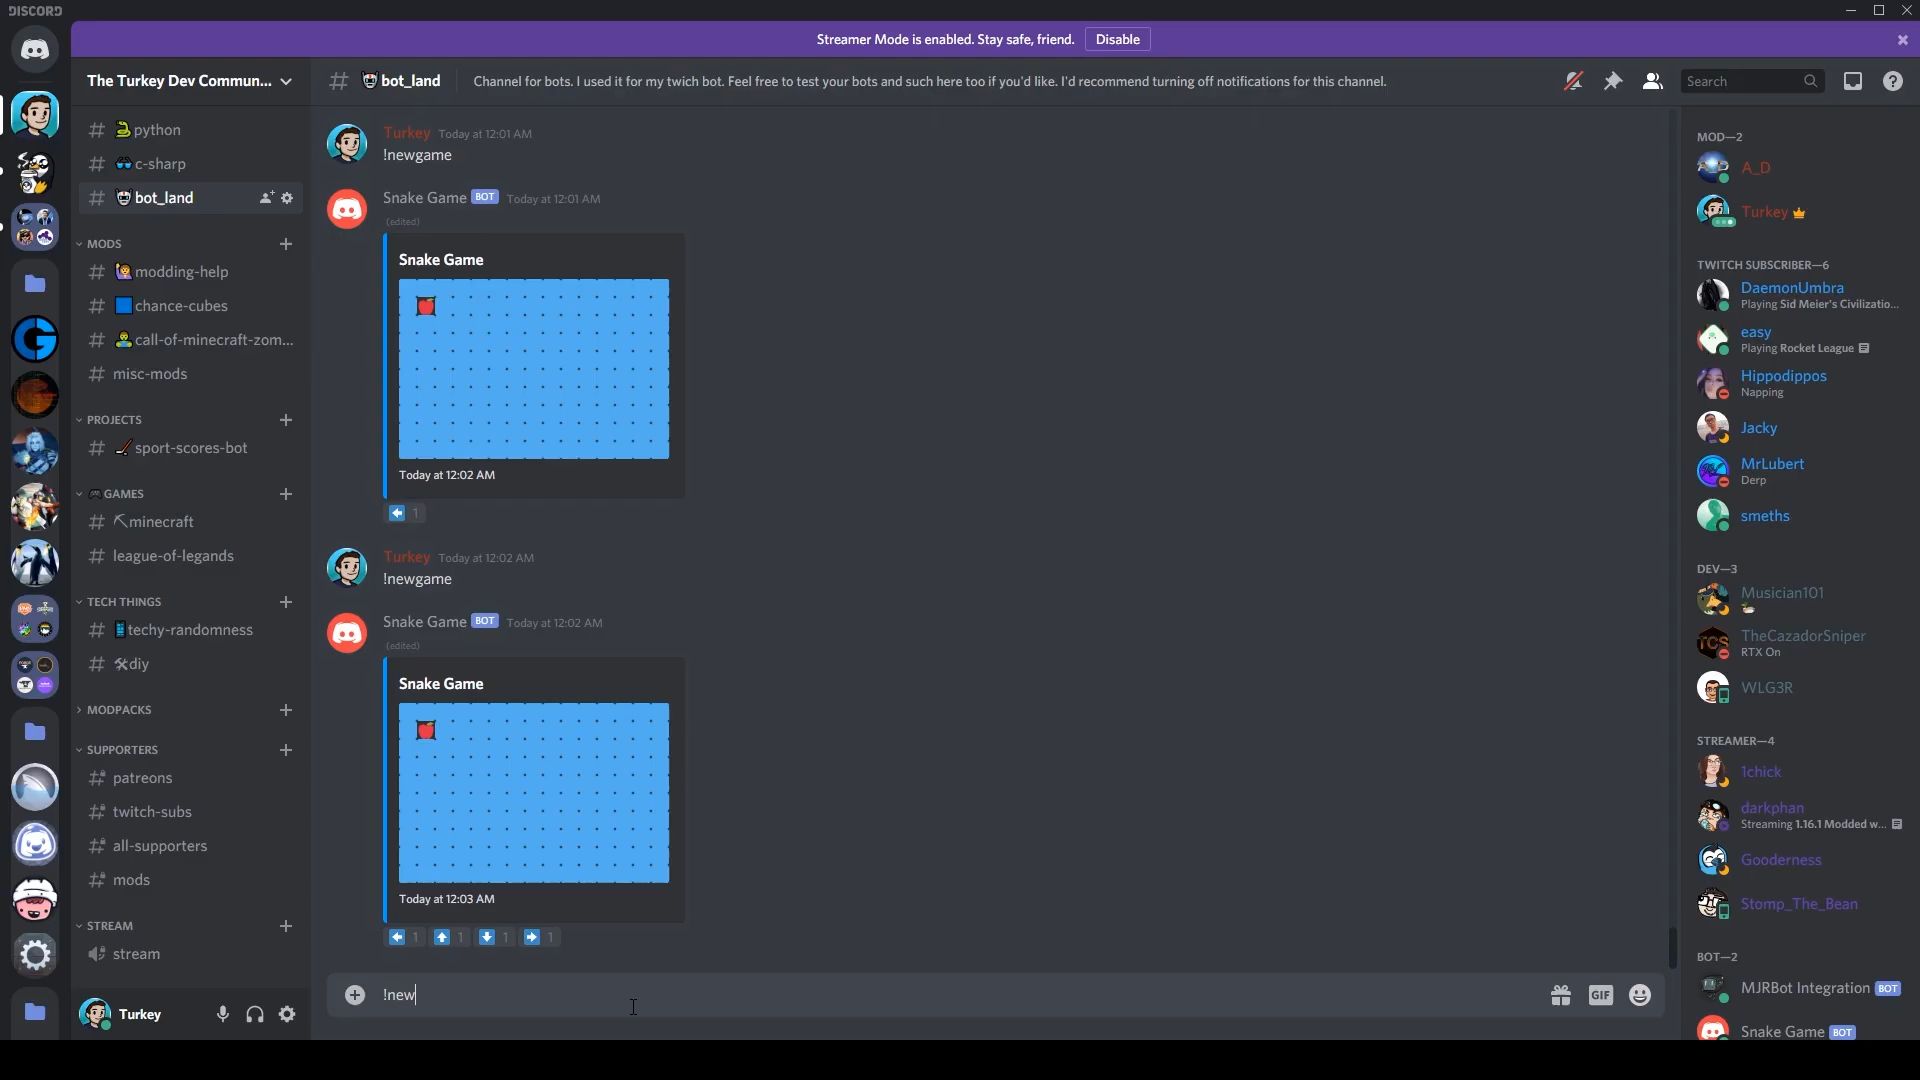 DISCORD
Streamer Mode is enabled. Stay safe, friend.
Disable
The Turkey Dev Commun...
python
c-sharp
bot_land
MODS
modding-help
chance-cubes
call-of-minecraft-zom...
misc-mods
PROJECTS
sport-scores-bot
GAMES
minecraft
league-of-legands
TECH THINGS
techy-randomness
diy
MODPACKS
SUPPORTERS
patreons
twitch-subs
all-supporters
mods
STREAM
stream
Turkey
bot_land
Channel for bots. I used it for my twich bot. Feel free to test your bots and such here too if you'd like. I'd recommend turning off notifications for this channel.
Search
Turkey Today at 12:01 AM
!newgame
Snake Game BOT Today at 12:01 AM
(edited)
Snake Game
Today at 12:02 AM
1
Turkey Today at 12:02 AM
!newgame
Snake Game BOT Today at 12:02 AM
(edited)
Snake Game
Today at 12:03 AM
1 1 1 1
!new
GIF
MOD—2
A_D
Turkey
TWITCH SUBSCRIBER—6
DaemonUmbra
Playing Sid Meier's Civilizatio...
easy
Playing Rocket League
Hippodippos
Napping
Jacky
MrLubert
Derp
smeths
DEV—3
Musician101
TheCazadorSniper
RTX On
TCS
WLG3R
STREAMER—4
1chick
darkphan
Streaming 1.16.1 Modded w...
Gooderness
Stomp_The_Bean
BOT—2
MJRBot Integration BOT
Snake Game BOT